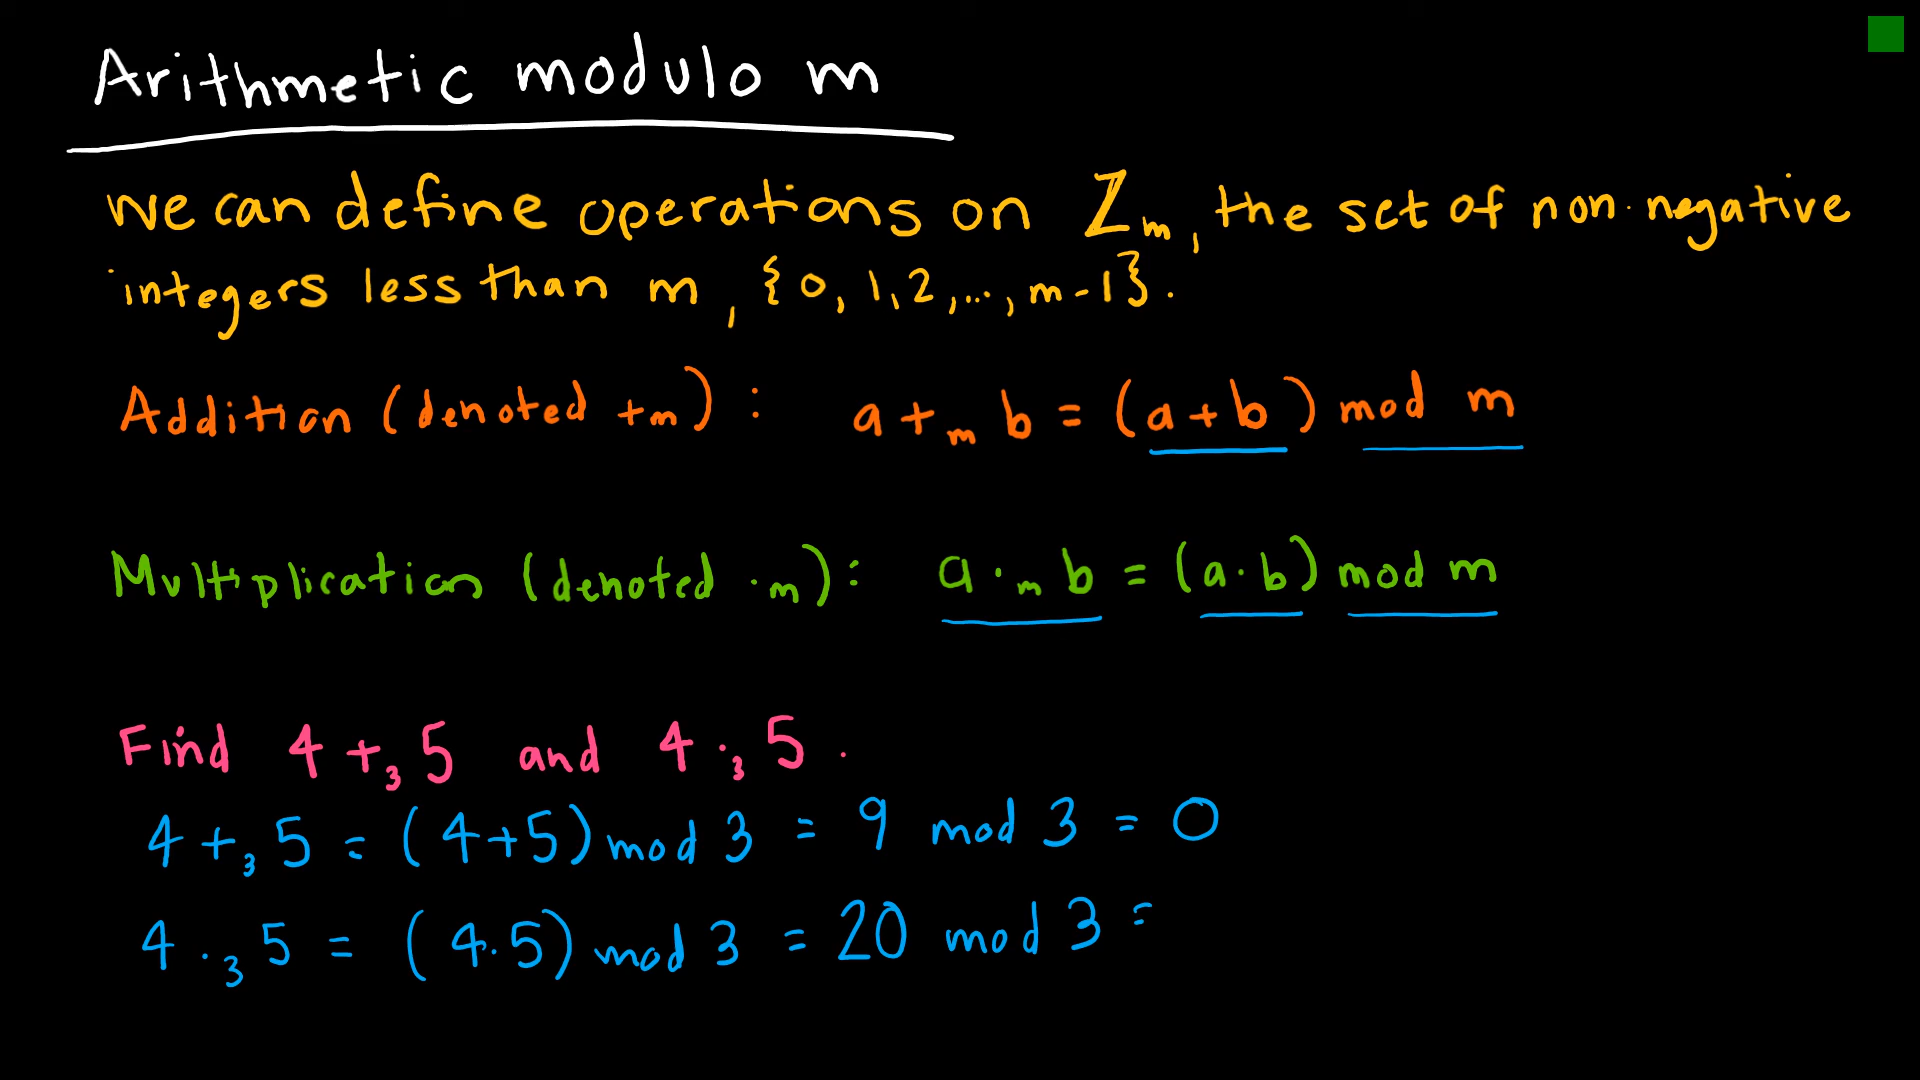 Arithmetic modulo m
We can define operations on Zₘ, the set of non-negative
integers less than m, {0, 1, 2, ..., m-1}.
Addition (denoted +ₘ): a +ₘ b = (a+b) mod m
Multiplication (denoted ·ₘ): a ·ₘ b = (a·b) mod m
Find 4 +₃ 5 and 4 ·₃ 5.
4 +₃ 5 = (4+5) mod 3 = 9 mod 3 = 0
4 ·₃ 5 = (4·5) mod 3 = 20 mod 3 =